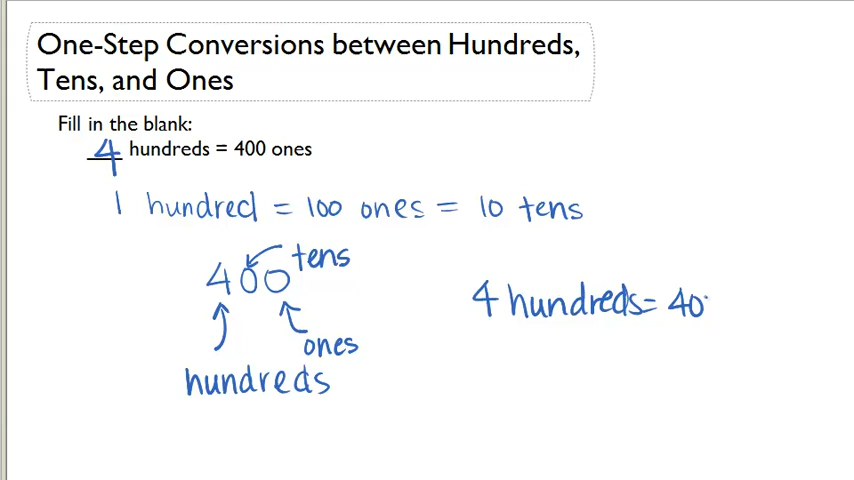 One-Step Conversions between Hundreds,
Tens, and Ones
Fill in the blank:
4 hundreds = 400 ones
1 hundred = 100 ones = 10 tens
tens
400
4 hundreds= 40
ones
hundreds